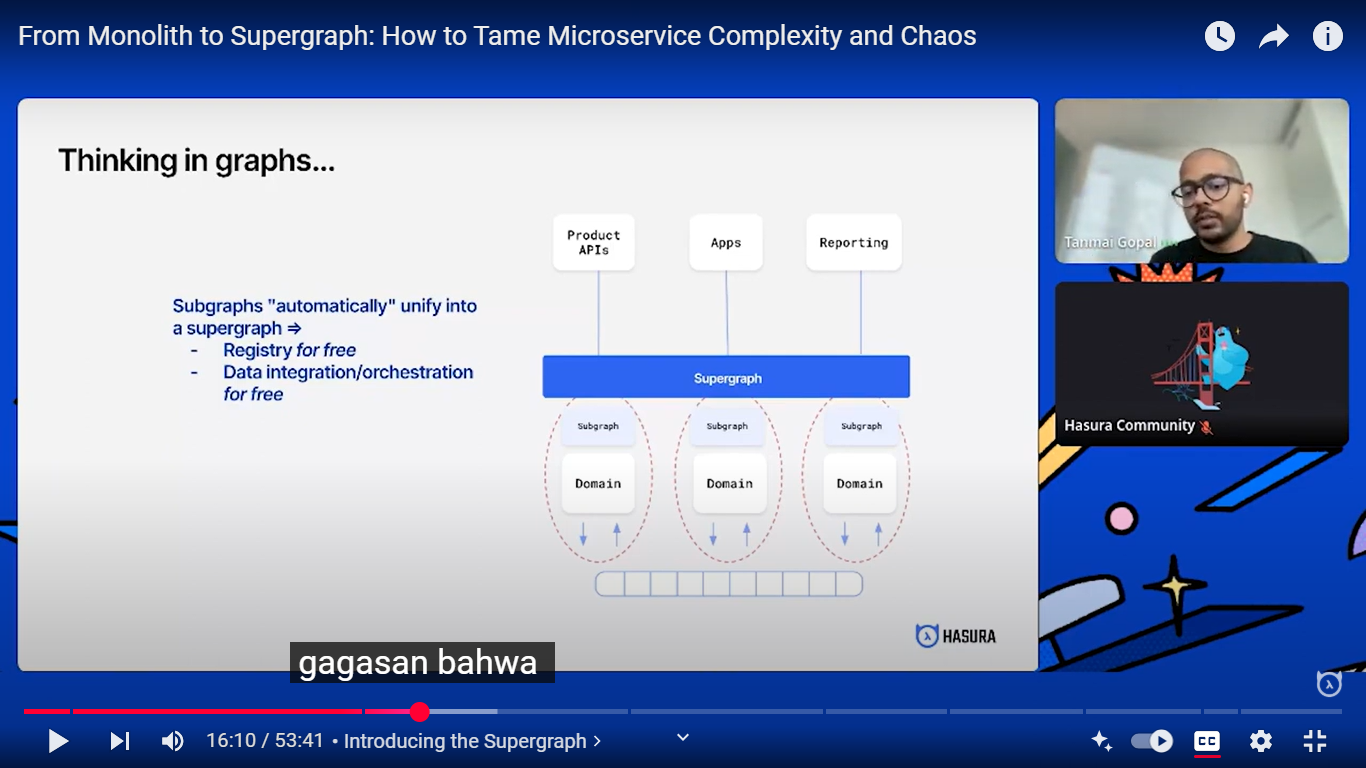 From Monolith to Supergraph: How to Tame Microservice Complexity and Chaos
Thinking in graphs...
Product
APIs
Apps
Reporting
Subgraphs "automatically" unify into
a supergraph ⇒
- Registry for free
- Data integration/orchestration
for free
Supergraph
Subgraph
Subgraph
Subgraph
Domain
Domain
Domain
HASURA
Tanmai Gopal
Hasura Community
gagasan bahwa
16:10 / 53:41 • Introducing the Supergraph >
CC